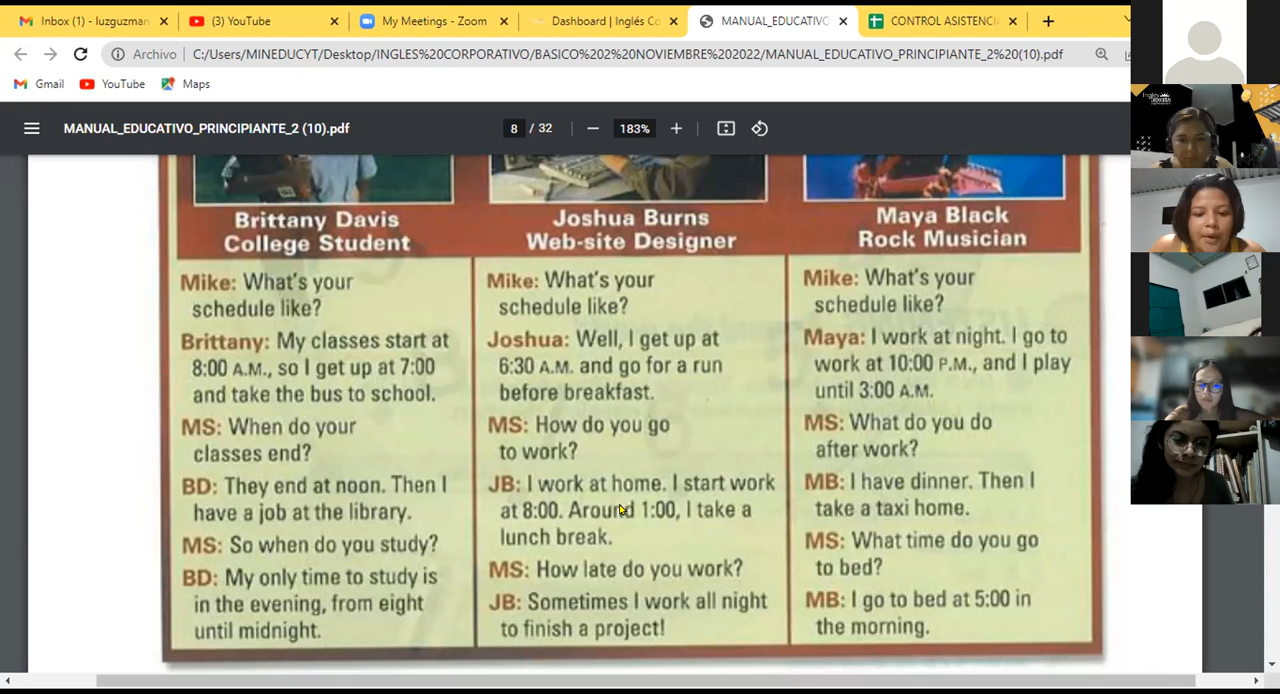 Inbox (1) - luzguzman
(3) YouTube
My Meetings - Zoom
Dashboard | Inglés Co
MANUAL_EDUCATIVO
CONTROL ASISTENCI
Archivo
C:/Users/MINEDUCYT/Desktop/INGLES%20CORPORATIVO/BASICO%202%20NOVIEMBRE%202022/MANUAL_EDUCATIVO_PRINCIPIANTE_2%20(10).pdf
Gmail
YouTube
Maps
MANUAL_EDUCATIVO_PRINCIPIANTE_2 (10).pdf
8 / 32
183%
Brittany Davis
College Student
Mike: What's your
schedule like?
Brittany: My classes start at
8:00 A.M., so I get up at 7:00
and take the bus to school.
MS: When do your
classes end?
BD: They end at noon. Then I
have a job at the library.
MS: So when do you study?
BD: My only time to study is
in the evening, from eight
until midnight.
Joshua Burns
Web-site Designer
Mike: What's your
schedule like?
Joshua: Well, I get up at
6:30 A.M. and go for a run
before breakfast.
MS: How do you go
to work?
JB: I work at home. I start work
at 8:00. Around 1:00, I take a
lunch break.
MS: How late do you work?
JB: Sometimes I work all night
to finish a project!
Maya Black
Rock Musician
Mike: What's your
schedule like?
Maya: I work at night. I go to
work at 10:00 P.M., and I play
until 3:00 A.M.
MS: What do you do
after work?
MB: I have dinner. Then I
take a taxi home.
MS: What time do you go
to bed?
MB: I go to bed at 5:00 in
the morning.